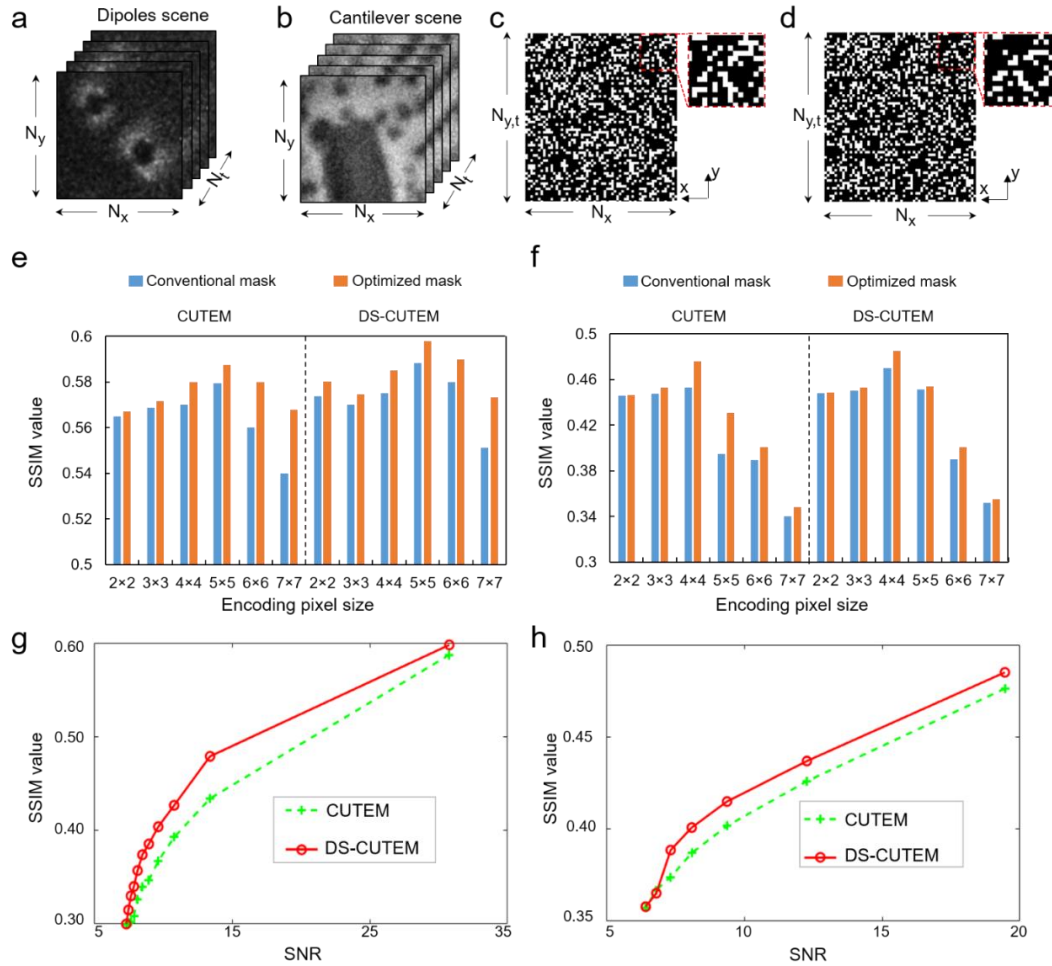 a
Dipoles scene
N_y
N_x
N_t
b
Cantilever scene
N_y
N_x
N_t
c
N_y,t
N_x
x
y
d
N_y,t
N_x
x
y
e
Conventional mask
Optimized mask
CUTEM
DS-CUTEM
SSIM value
0.6
0.58
0.56
0.54
0.52
0.5
2×2 3×3 4×4 5×5 6×6 7×7 2×2 3×3 4×4 5×5 6×6 7×7
Encoding pixel size
f
Conventional mask
Optimized mask
CUTEM
DS-CUTEM
SSIM value
0.5
0.46
0.42
0.38
0.34
0.3
2×2 3×3 4×4 5×5 6×6 7×7 2×2 3×3 4×4 5×5 6×6 7×7
Encoding pixel size
g
SSIM value
0.60
0.50
0.40
0.30
5 15 25 35
SNR
CUTEM
DS-CUTEM
h
SSIM value
0.50
0.45
0.40
0.35
5 10 15 20
SNR
CUTEM
DS-CUTEM